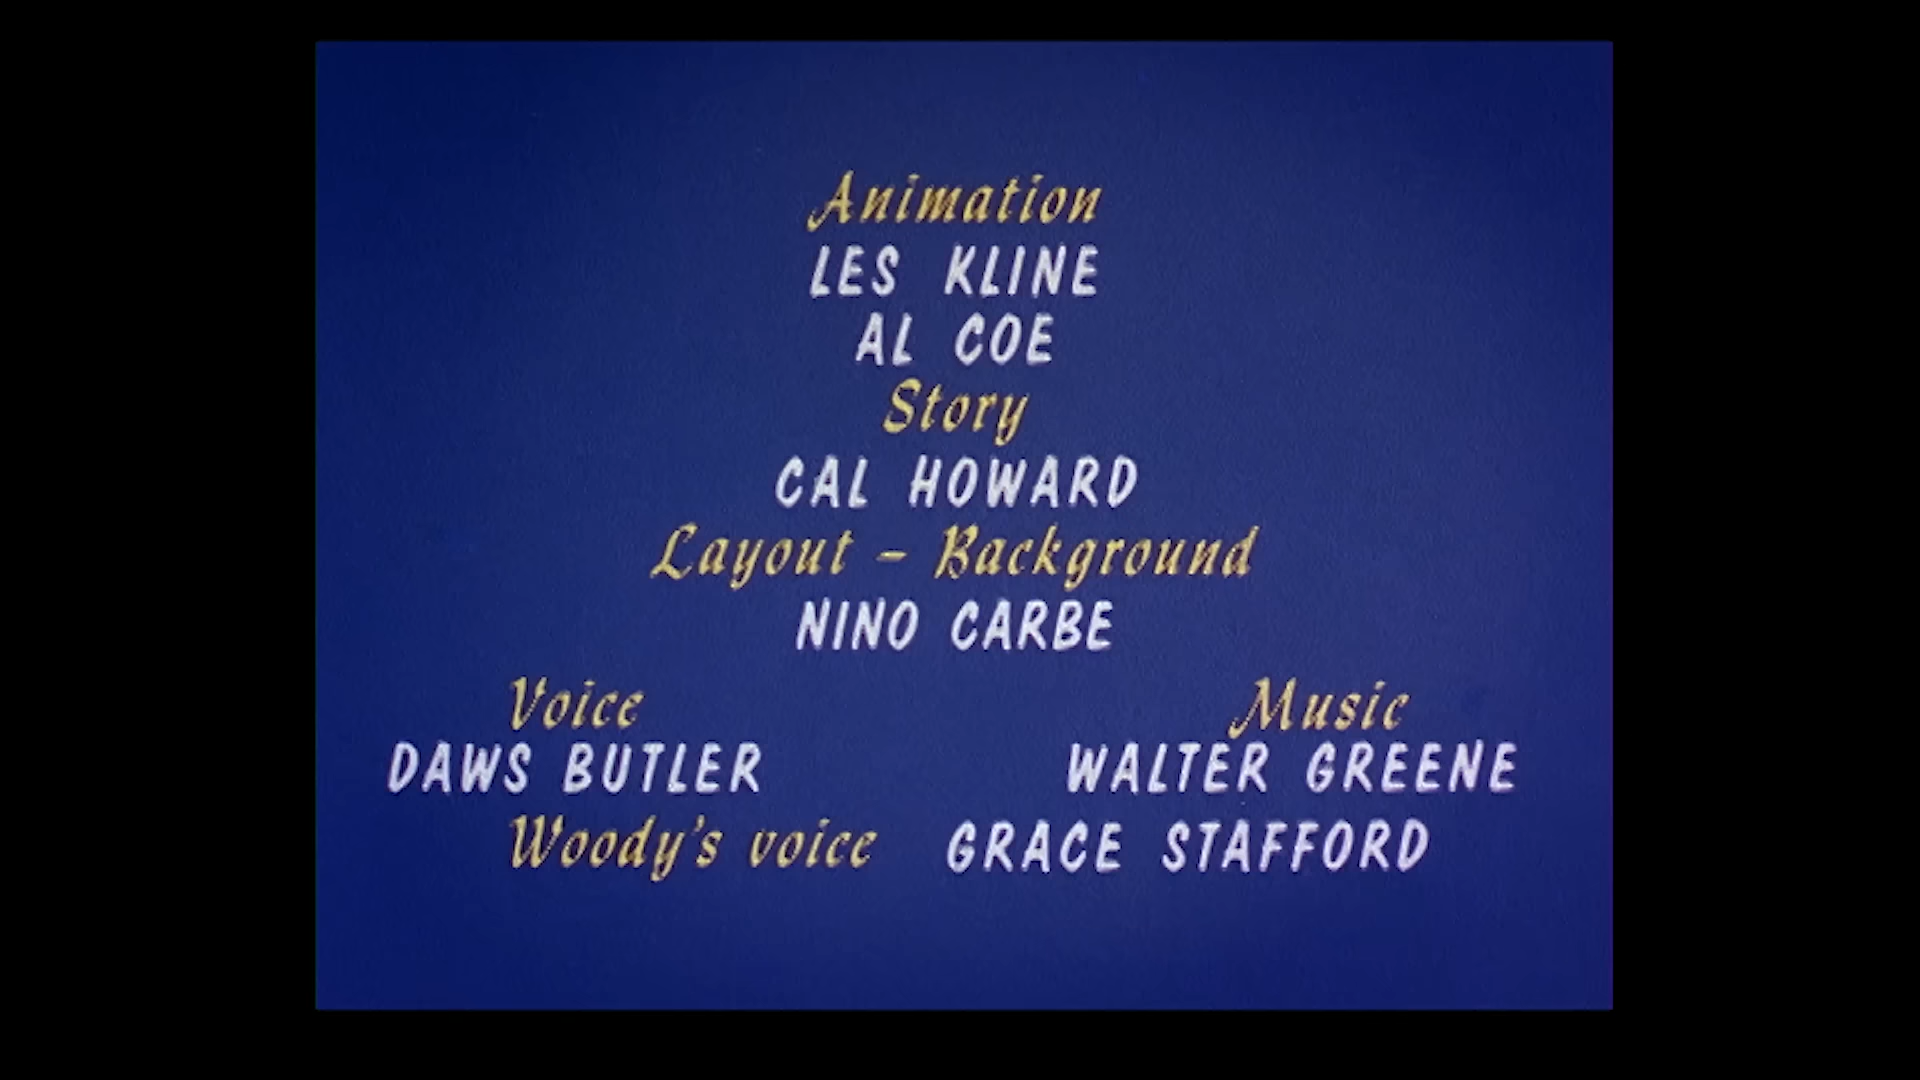 Animation
LES KLINE
AL COE
Story
CAL HOWARD
Layout - Background
NINO CARBE
Voice Music
DAWS BUTLER WALTER GREENE
Woody's voice GRACE STAFFORD